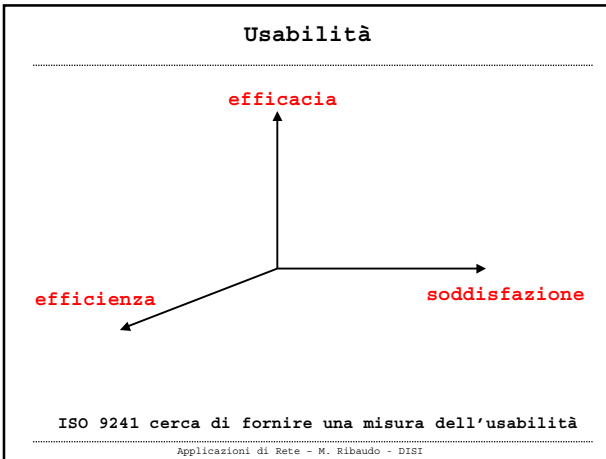 Usabilità
efficacia
efficienza
soddisfazione
ISO 9241 cerca di fornire una misura dell'usabilità
Applicazioni di Rete - M. Ribaudo - DISI